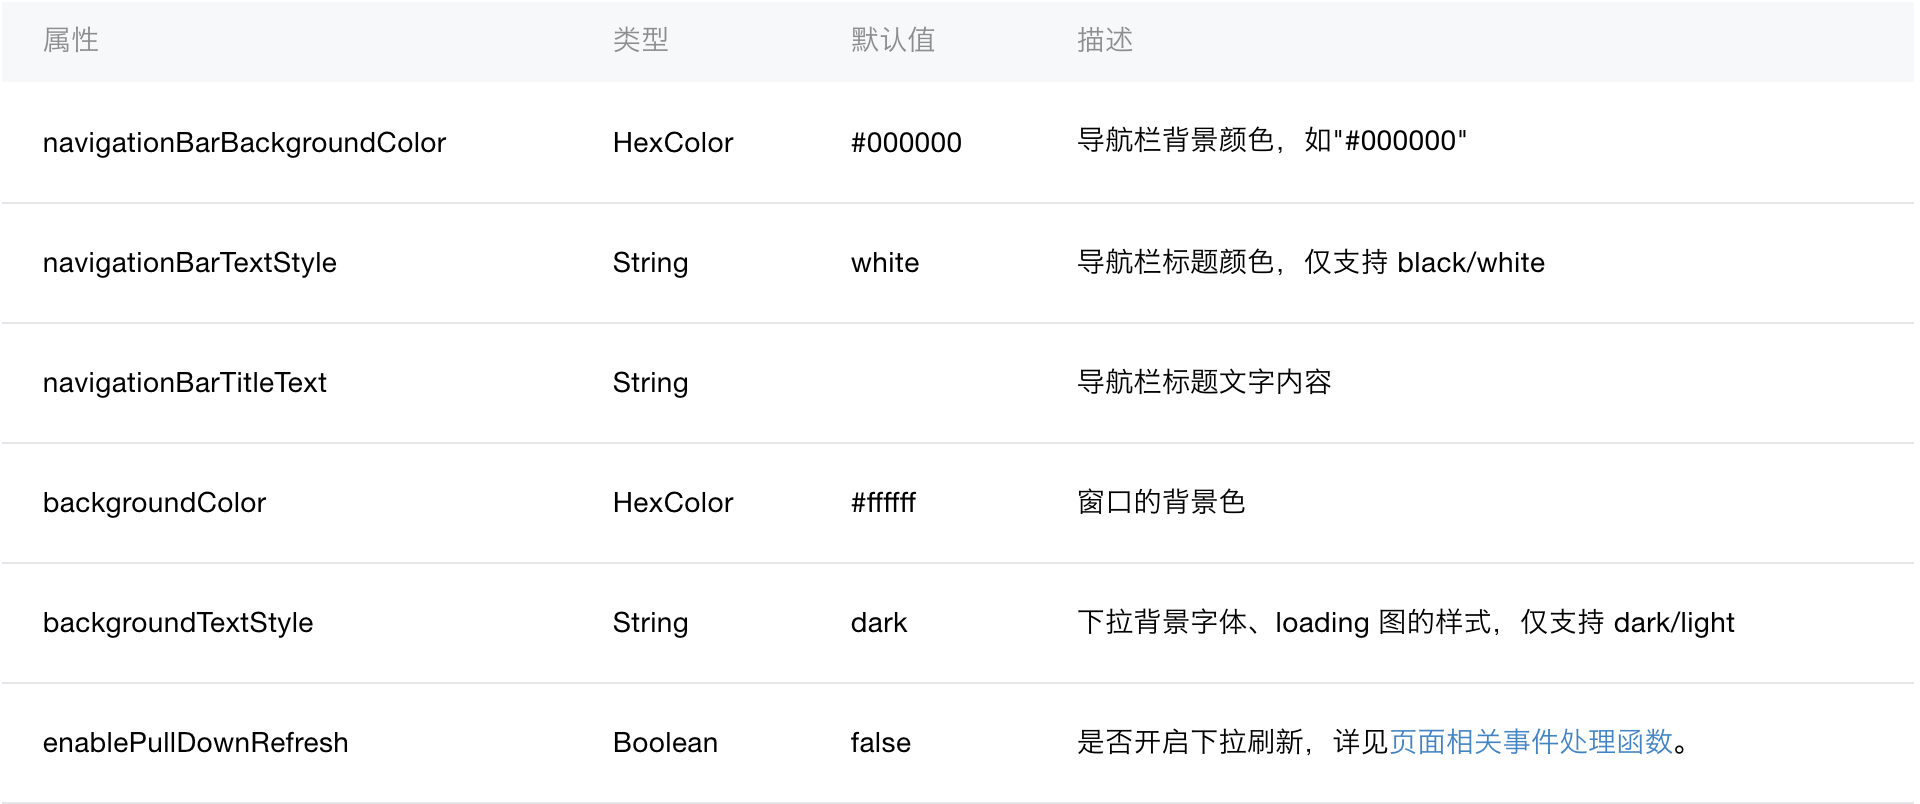 属性 类型 默认值 描述
navigationBarBackgroundColor HexColor #000000 导航栏背景颜色，如"#000000"
navigationBarTextStyle String white 导航栏标题颜色，仅支持 black/white
navigationBarTitleText String 导航栏标题文字内容
backgroundColor HexColor #ffffff 窗口的背景色
backgroundTextStyle String dark 下拉背景字体、loading 图的样式，仅支持 dark/light
enablePullDownRefresh Boolean false 是否开启下拉刷新，详见页面相关事件处理函数。